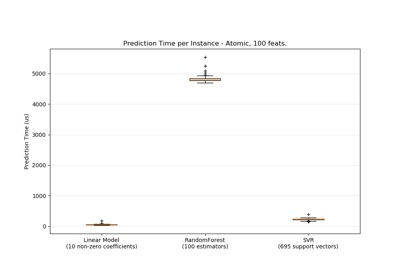 Prediction Time per Instance - Atomic, 100 feats.
Prediction Time (us)
5000
4000
3000
2000
1000
0
Linear Model
(10 non-zero coefficients)
RandomForest
(100 estimators)
SVR
(695 support vectors)